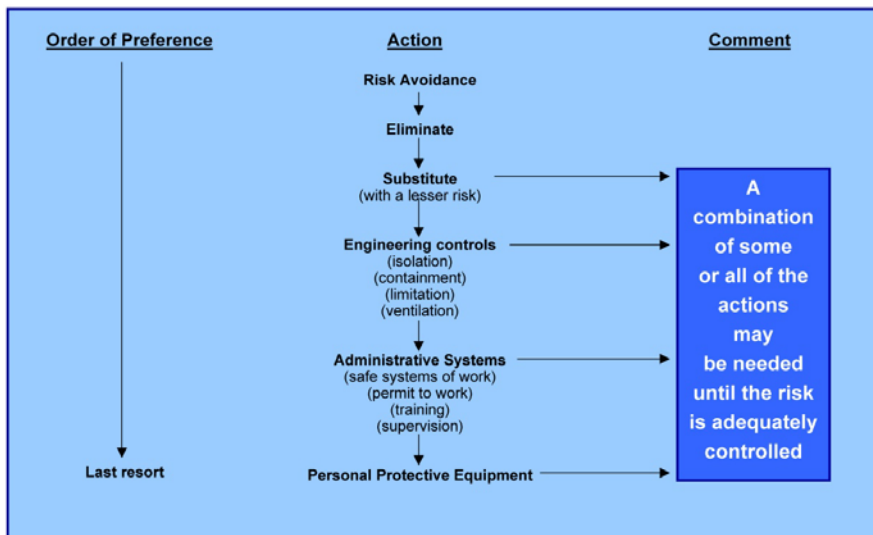 Order of Preference
Action
Comment
Risk Avoidance
Eliminate
Substitute
(with a lesser risk)
Engineering controls
(isolation)
(containment)
(limitation)
(ventilation)
Administrative Systems
(safe systems of work)
(permit to work)
(training)
(supervision)
Last resort
Personal Protective Equipment
A
combination
of some
or all of the
actions
may
be needed
until the risk
is adequately
controlled